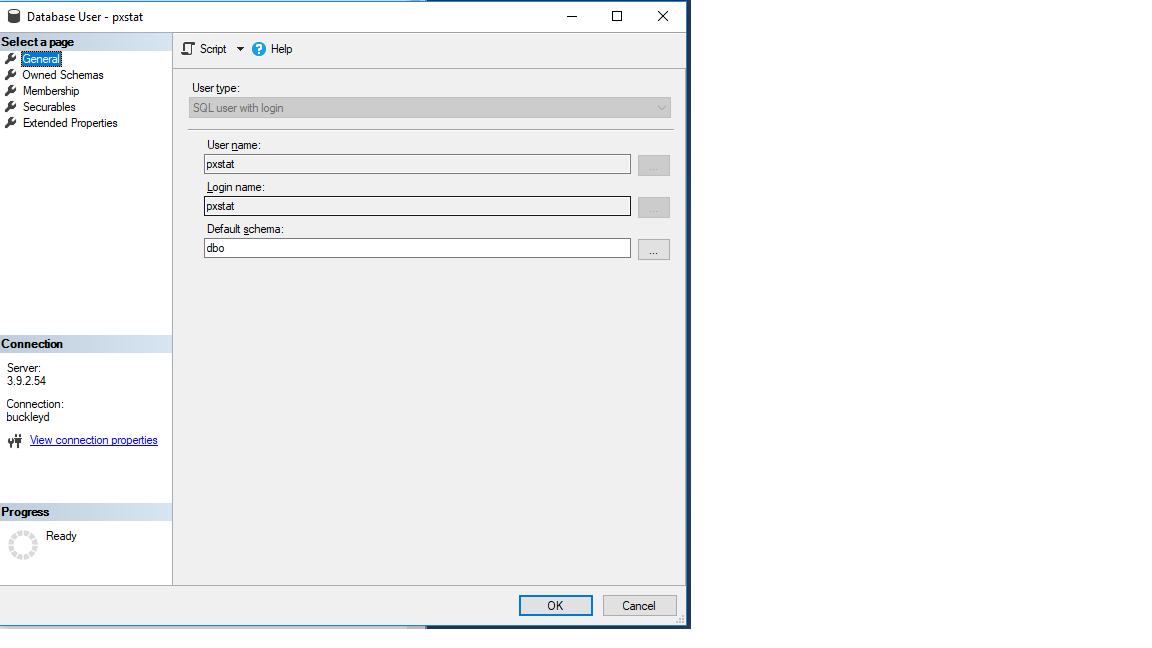 Database User - pxstat
Select a page
General
Owned Schemas
Membership
Securables
Extended Properties
Script
Help
User type:
SQL user with login
User name:
pxstat
...
Login name:
pxstat
...
Default schema:
dbo
...
Connection
Server:
3.9.2.54
Connection:
buckleyd
View connection properties
Progress
Ready
OK
Cancel